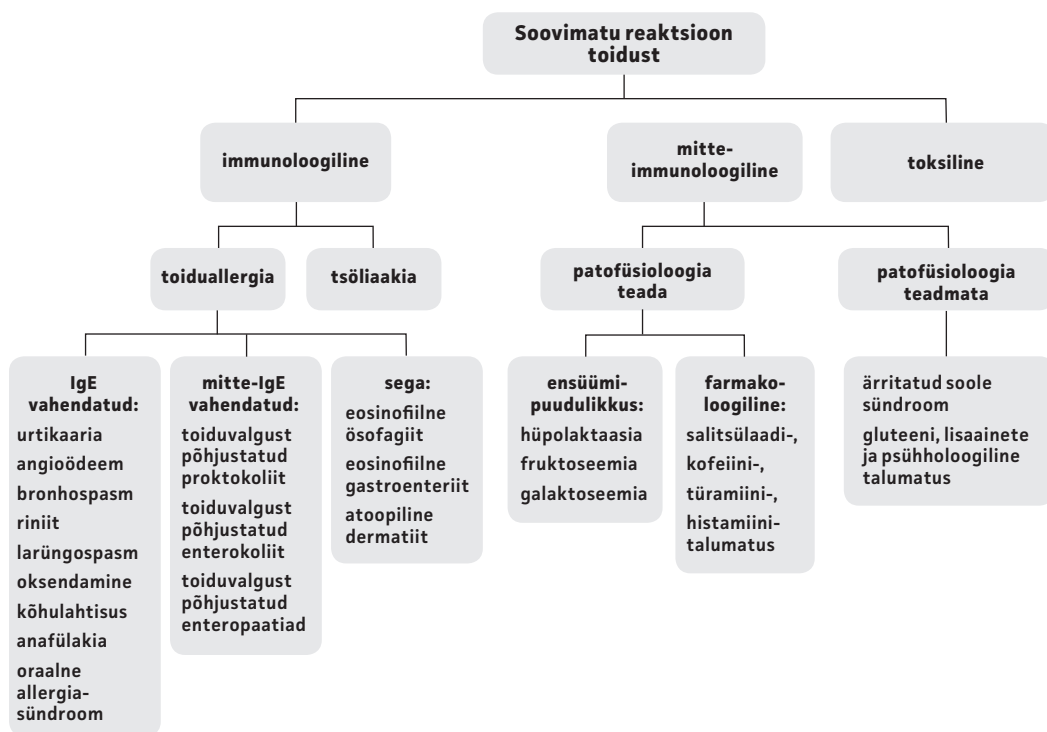 Soovimatu reaktsioon
toidust
immunoloogiline
mitte-
immunoloogiline
toksiline
toiduallergia
tsöliaakia
patofüsioloogia
teada
patofüsioloogia
teadmata
IgE
vahendatud:
urtikaaria
angioödeem
bronhospasm
riniit
larüngospasm
oksendamine
kõhulahtisus
anafülakia
oraalne
allergia-
sündroom
mitte-IgE
vahendatud:
toiduvalgust
põhjustatud
proktokoliit
toiduvalgust
põhjustatud
enterokoliit
toiduvalgust
põhjustatud
enteropaatiad
sega:
eosinofiilne
ösofagiit
eosinofiilne
gastroenteriit
atoopiline
dermatiit
ensüümi-
puudulikkus:
hüpolaktaasia
fruktoseemia
galaktoseemia
farmako-
loogiline:
salitsülaadi-,
kofeiini-,
türamiini-,
histamiini-
talumatus
ärritatud soole
sündroom
gluteeni, lisaainete
ja psühholoogiline
talumatus